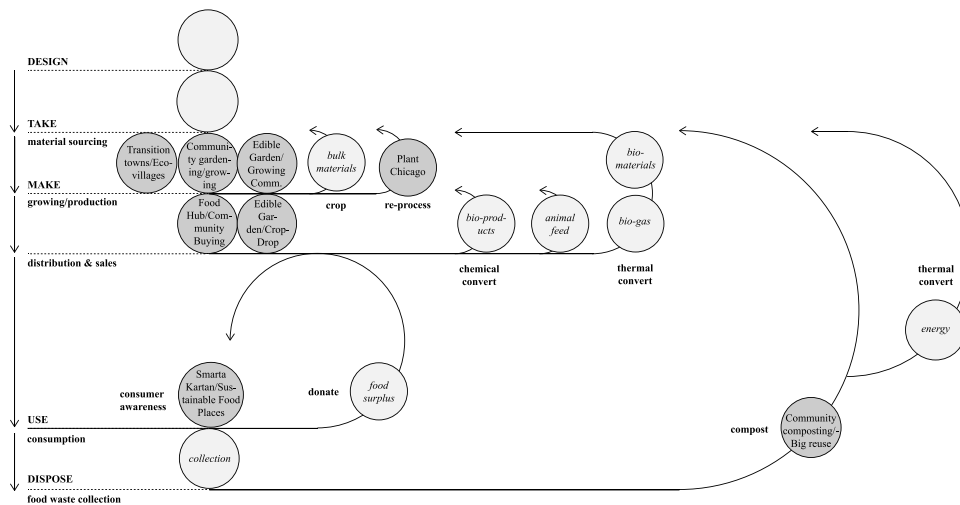 DESIGN
TAKE
material sourcing
Transition
towns/Eco-
villages
Communi-
ty garden-
ing/grow-
ing
Edible
Garden/
Growing
Comm.
bulk
materials
Plant
Chicago
bio-
materials
MAKE
growing/production
crop
re-process
Food
Hub/Com-
munity
Buying
Edible
Gar-
den/Crop-
Drop
bio-prod-
ucts
animal
feed
bio-gas
distribution & sales
chemical
convert
thermal
convert
thermal
convert
energy
consumer
awareness
Smarta
Kartan/Sus-
tainable Food
Places
donate
food
surplus
USE
consumption
compost
Community
composting/-
Big reuse
collection
DISPOSE
food waste collection